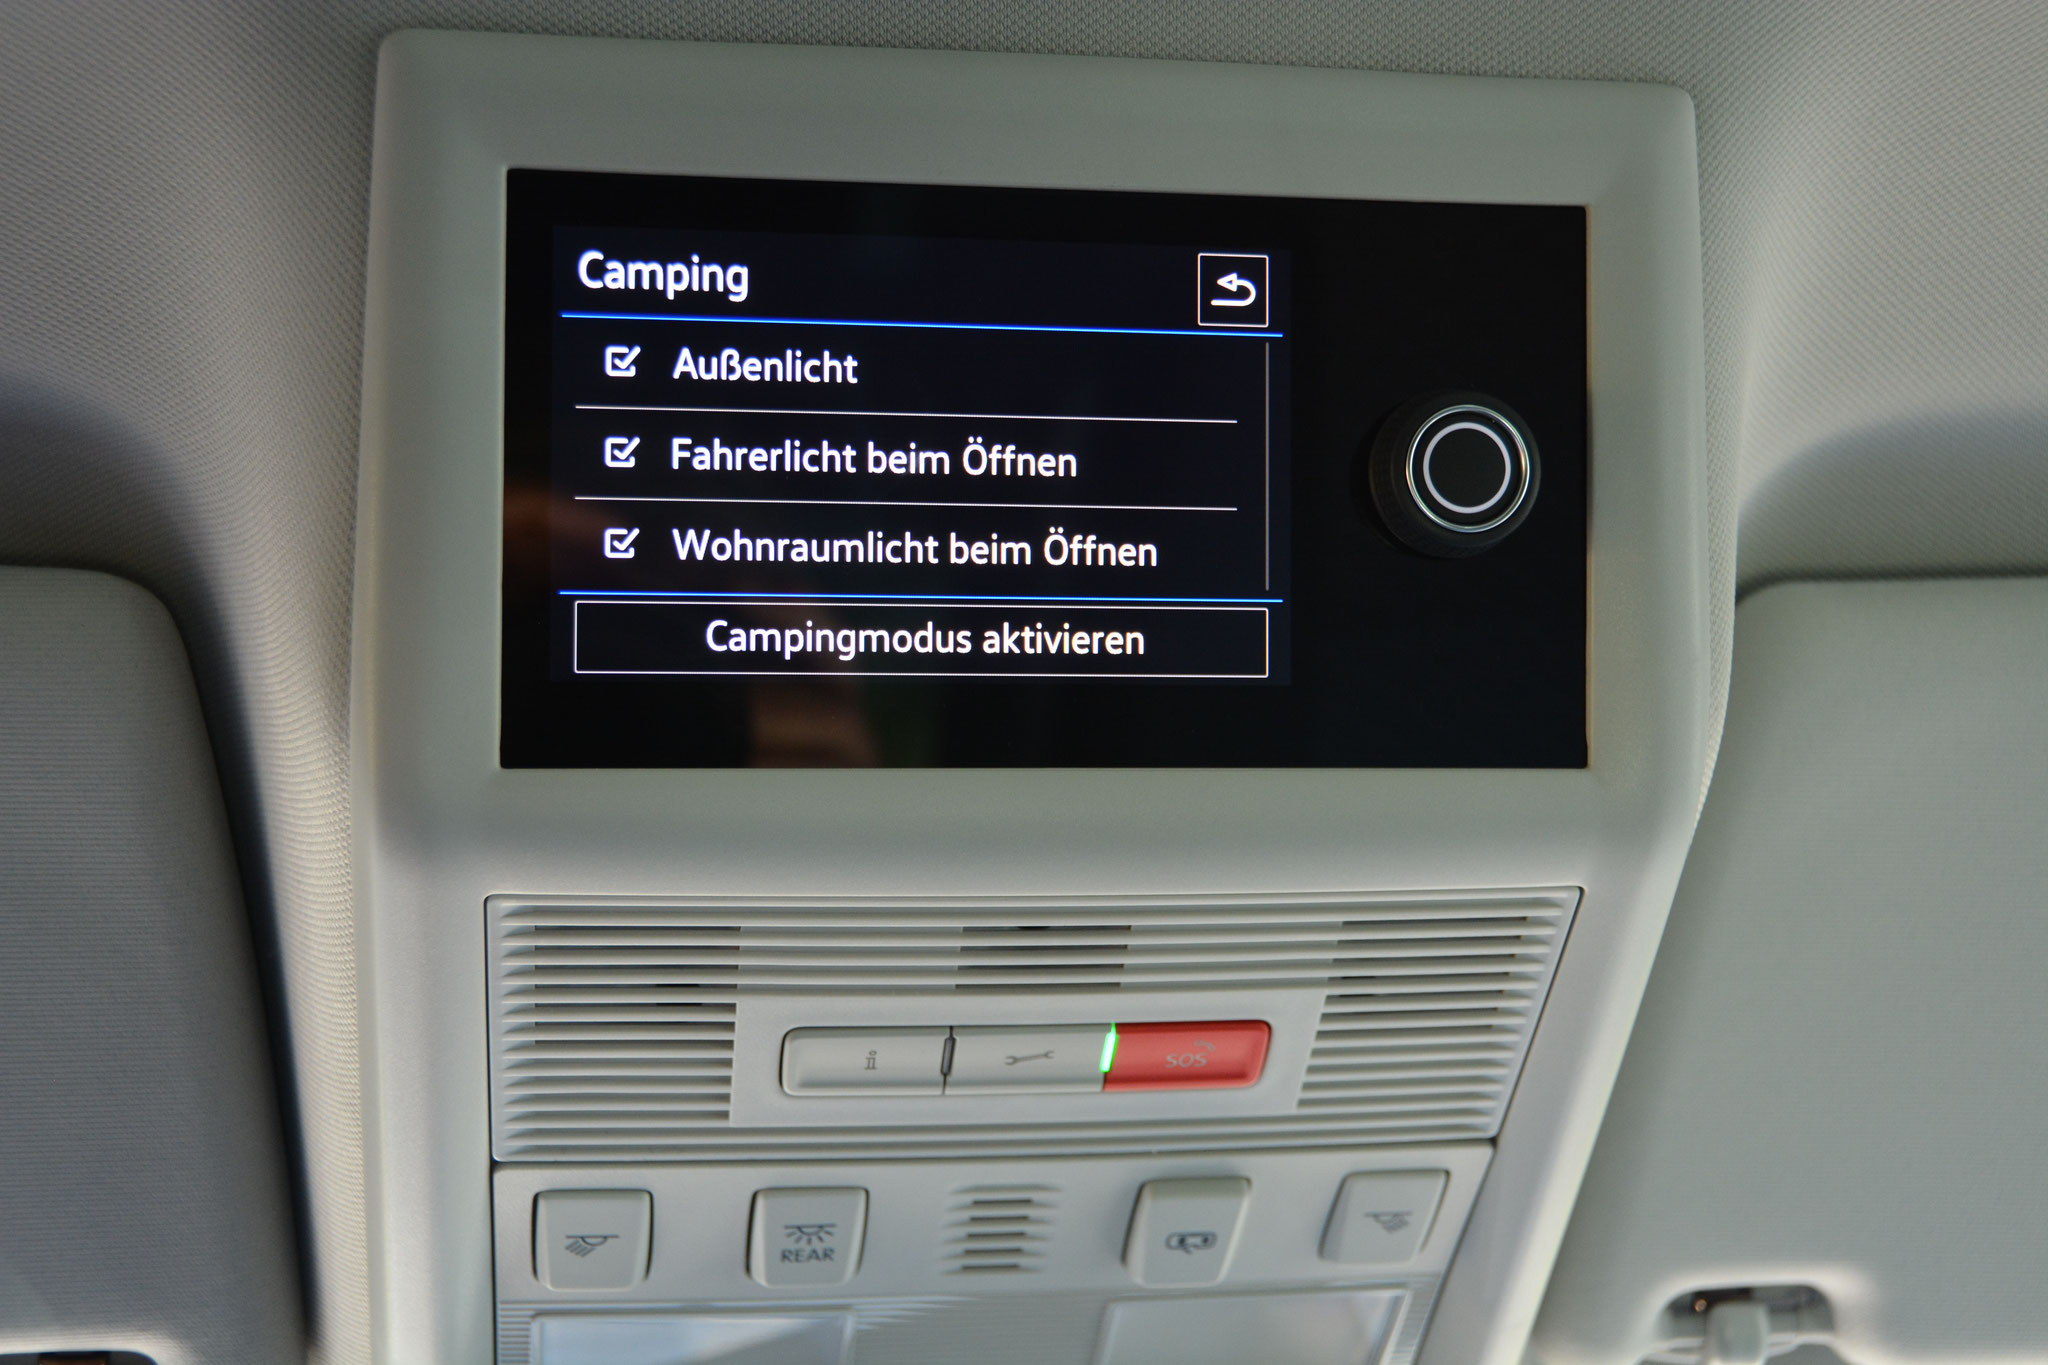 Camping
Außenlicht
Fahrerlicht beim Öffnen
Wohnraumlicht beim Öffnen
Campingmodus aktivieren
i
SOS
REAR